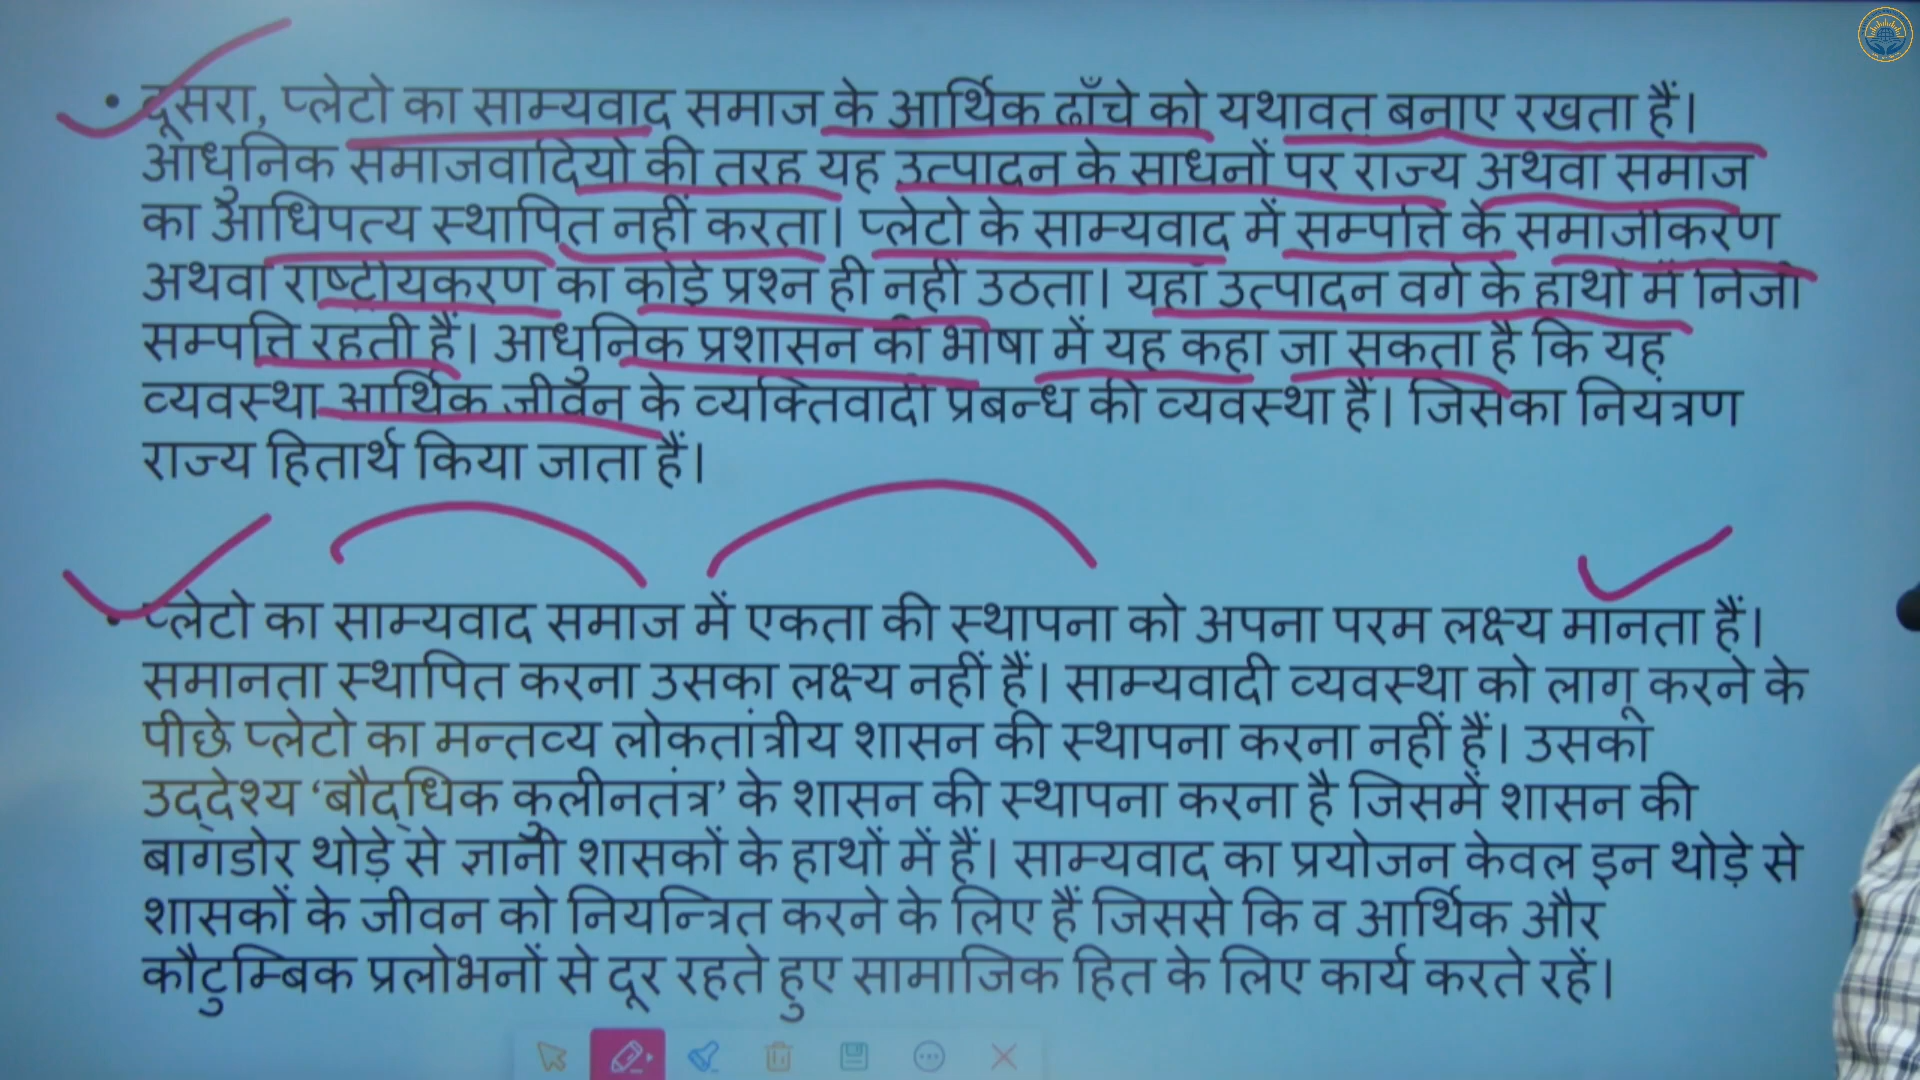 • दूसरा, प्लेटो का साम्यवाद समाज के आर्थिक ढाँचे को यथावत बनाए रखता हैं।
आधुनिक समाजवादियो की तरह यह उत्पादन के साधनों पर राज्य अथवा समाज
का आधिपत्य स्थापित नहीं करता। प्लेटो के साम्यवाद में सम्पत्ति के समाजीकरण
अथवा राष्ट्रीयकरण का कोई प्रश्न ही नहीं उठता। यहाँ उत्पादन वर्ग के हाथों में निजी
सम्पत्ति रहती हैं। आधुनिक प्रशासन की भाषा में यह कहा जा सकता है कि यह
व्यवस्था आर्थिक जीवन के व्यक्तिवादी प्रबन्ध की व्यवस्था हैं। जिसका नियंत्रण
राज्य हितार्थ किया जाता हैं।
• प्लेटो का साम्यवाद समाज में एकता की स्थापना को अपना परम लक्ष्य मानता हैं।
समानता स्थापित करना उसका लक्ष्य नहीं हैं। साम्यवादी व्यवस्था को लागू करने के
पीछे प्लेटो का मन्तव्य लोकतांत्रीय शासन की स्थापना करना नहीं हैं। उसको
उद्देश्य ‘बौद्धिक कुलीनतंत्र’ के शासन की स्थापना करना है जिसमें शासन की
बागडोर थोड़े से ज्ञानी शासकों के हाथों में हैं। साम्यवाद का प्रयोजन केवल इन थोड़े से
शासकों के जीवन को नियन्त्रित करने के लिए हैं जिससे कि व आर्थिक और
कौटुम्बिक प्रलोभनों से दूर रहते हुए सामाजिक हित के लिए कार्य करते रहें।